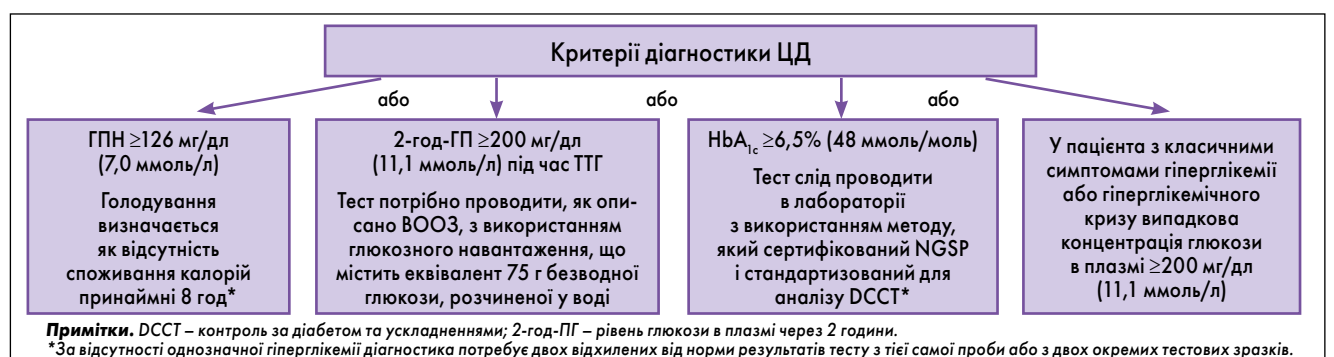 Критерії діагностики ЦД
або
або
або
ГПН ≥126 мг/дл
(7,0 ммоль/л)
Голодування
визначається
як відсутність
споживання калорій
принаймні 8 год*
2-год-ГП ≥200 мг/дл
(11,1 ммоль/л) під час ТТГ
Тест потрібно проводити, як опи-
сано ВООЗ, з використанням
глюкозного навантаження, що
містить еквівалент 75 г безводної
глюкози, розчиненої у воді
HbA1c ≥6,5% (48 ммоль/моль)
Тест слід проводити
в лабораторії
з використанням методу,
який сертифікований NGSP
і стандартизований для
аналізу DCCT*
У пацієнта з класичними
симптомами гіперглікемії
або гіперглікемічного
кризу випадкова
концентрація глюкози
в плазмі ≥200 мг/дл
(11,1 ммоль/л)
Примітки. DCCT – контроль за діабетом та ускладненнями; 2-год-ПГ – рівень глюкози в плазмі через 2 години.
*За відсутності однозначної гіперглікемії діагностика потребує двох відхилених від норми результатів тесту з тієї самої проби або з двох окремих тестових зразків.